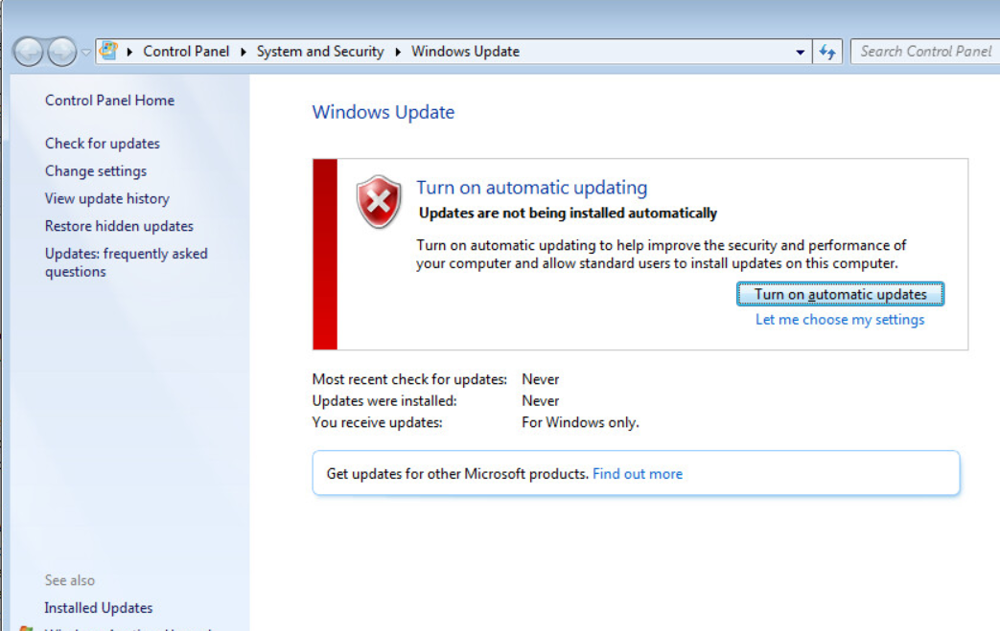 Control Panel ▸ System and Security ▸ Windows Update
Search Control Panel
Control Panel Home
Check for updates
Change settings
View update history
Restore hidden updates
Updates: frequently asked
questions
See also
Installed Updates
Windows Update
Turn on automatic updating
Updates are not being installed automatically
Turn on automatic updating to help improve the security and performance of
your computer and allow standard users to install updates on this computer.
Turn on automatic updates
Let me choose my settings
Most recent check for updates: Never
Updates were installed: Never
You receive updates: For Windows only.
Get updates for other Microsoft products. Find out more